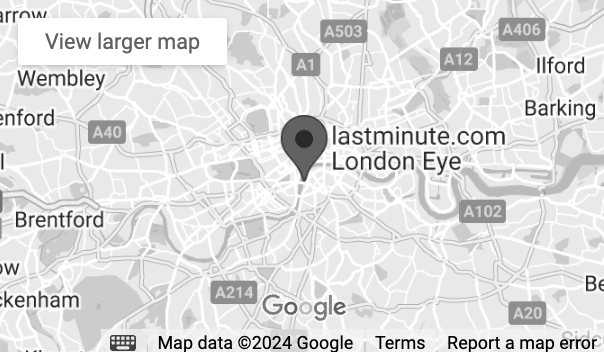 arrow
A503
A406
View larger map
A1
A12
Ilford
Wembley
Barking
enford
A40
lastminute.com
London Eye
A102
Brentford
ow
ckenham
A214
Google
A20
Map data ©2024 Google
Terms
Report a map error